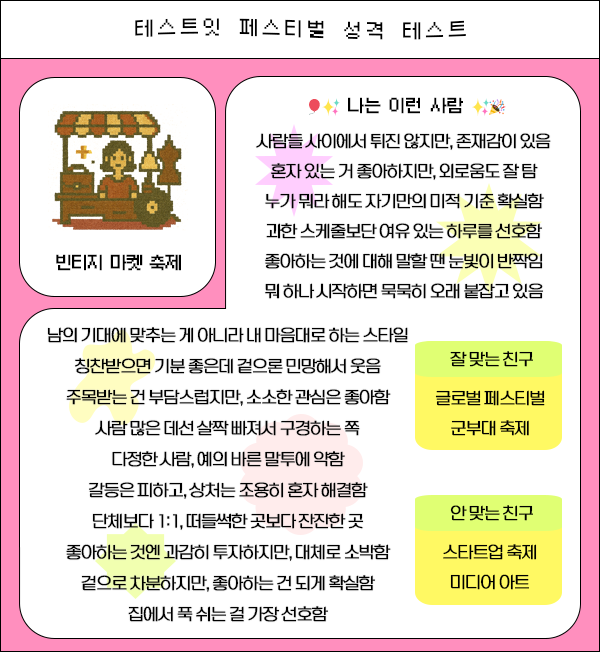 테스트잇 페스티벌 성격 테스트
빈티지 마켓 축제
나는 이런 사람
사람들 사이에서 튀진 않지만, 존재감이 있음
혼자 있는 거 좋아하지만, 외로움도 잘 탐
누가 뭐라 해도 자기만의 미적 기준 확실함
과한 스케줄보단 여유 있는 하루를 선호함
좋아하는 것에 대해 말할 땐 눈빛이 반짝임
뭐 하나 시작하면 묵묵히 오래 붙잡고 있음
남의 기대에 맞추는 게 아니라 내 마음대로 하는 스타일
칭찬받으면 기분 좋은데 겉으론 민망해서 웃음
주목받는 건 부담스럽지만, 소소한 관심은 좋아함
사람 많은 데선 살짝 빠져서 구경하는 쪽
다정한 사람, 예의 바른 말투에 약함
갈등은 피하고, 상처는 조용히 혼자 해결함
단체보다 1:1, 떠들썩한 곳보다 잔잔한 곳
좋아하는 것엔 과감히 투자하지만, 대체로 소박함
겉으로 차분하지만, 좋아하는 건 되게 확실함
집에서 푹 쉬는 걸 가장 선호함
잘 맞는 친구
글로벌 페스티벌
군부대 축제
안 맞는 친구
스타트업 축제
미디어 아트